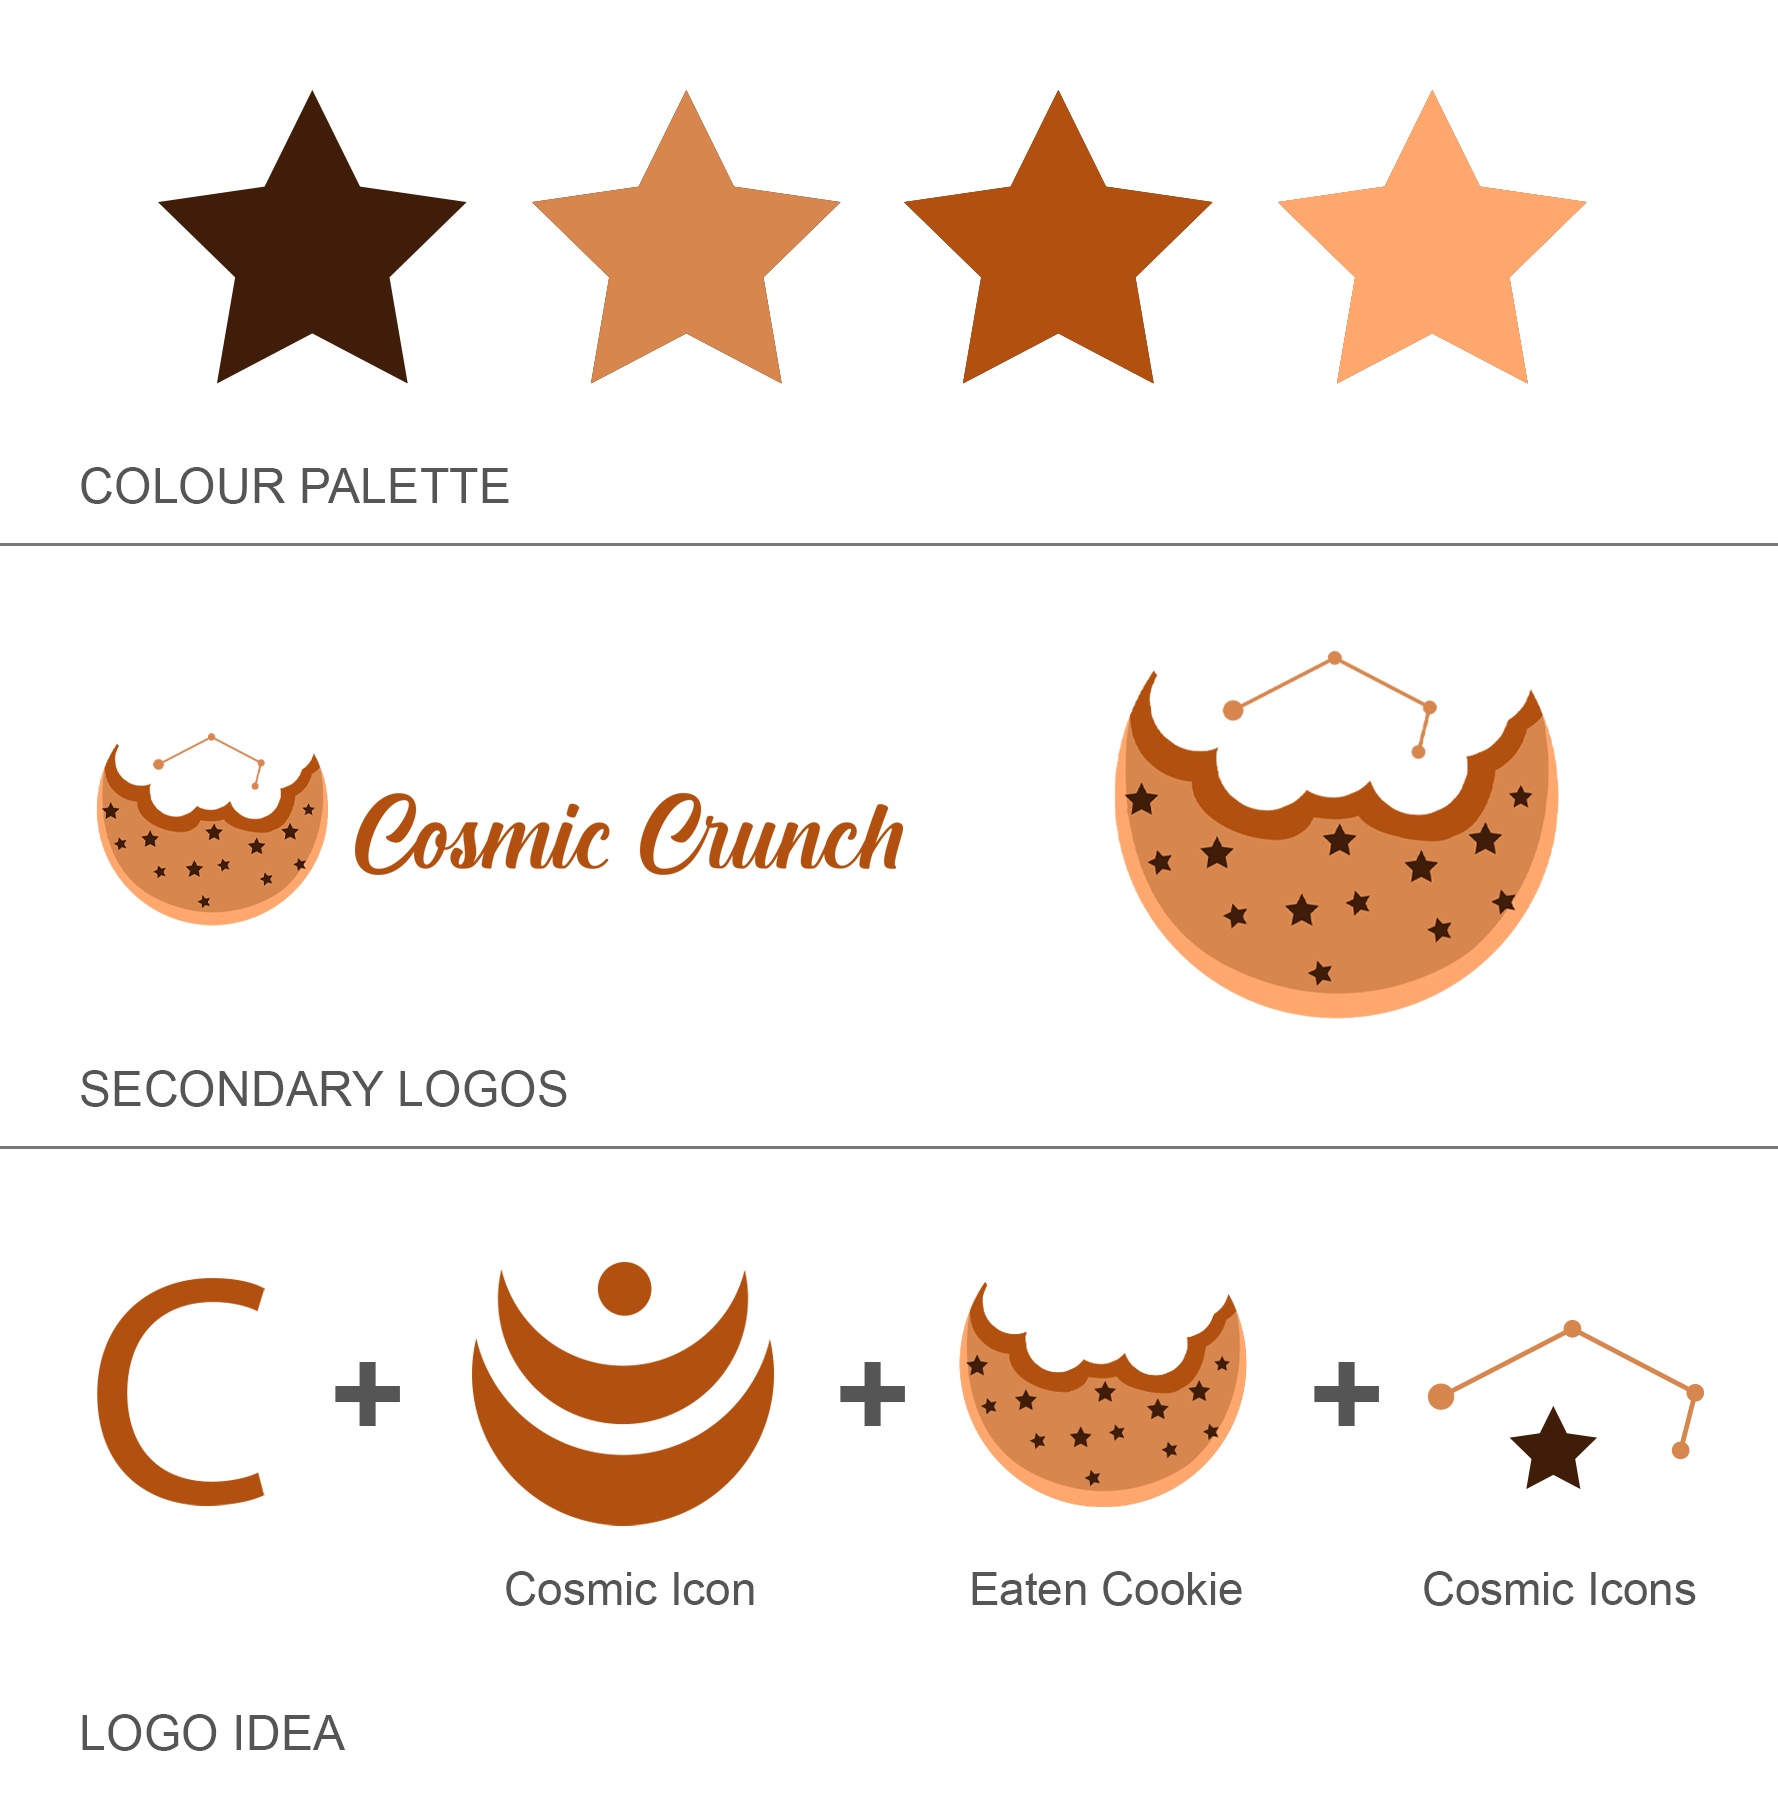 COLOUR PALETTE
Cosmic Crunch
SECONDARY LOGOS
C
Cosmic Icon
Eaten Cookie
Cosmic Icons
LOGO IDEA